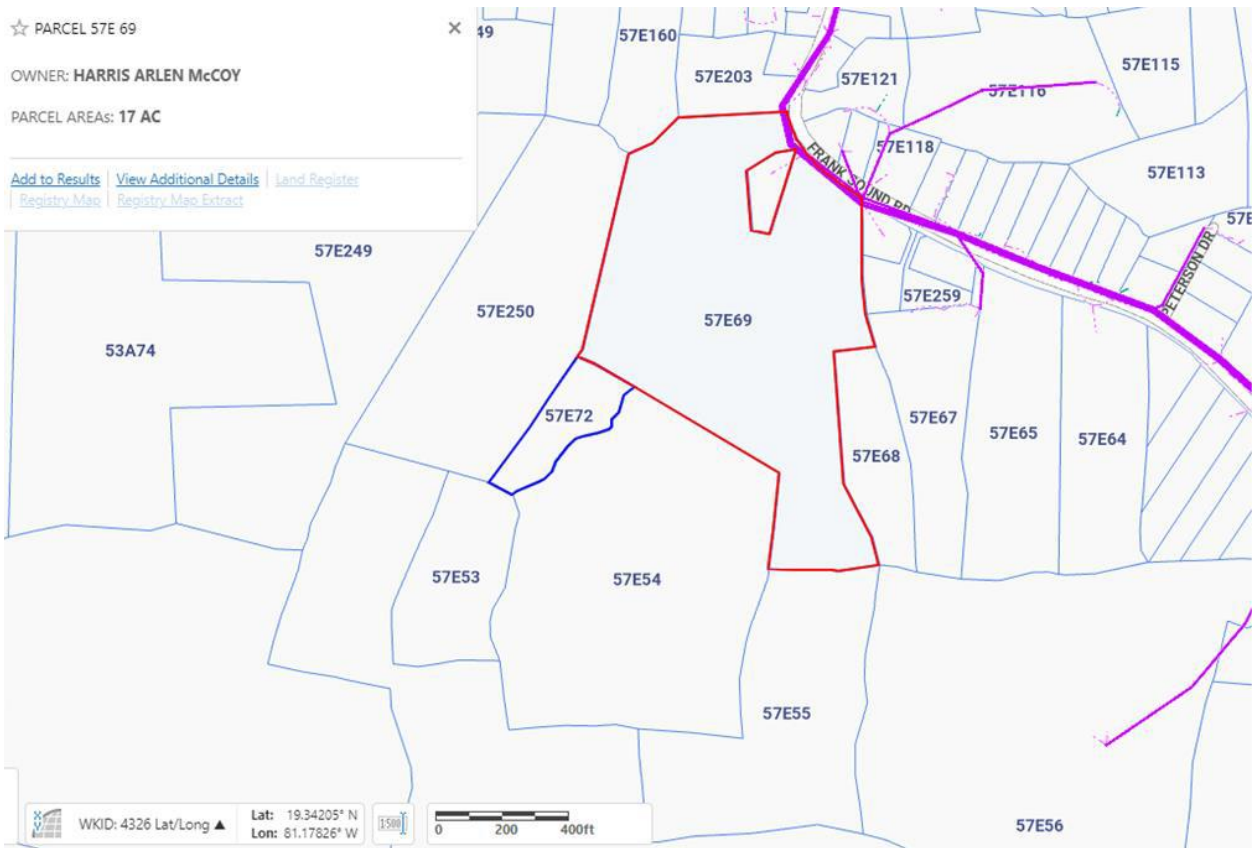 ☆ PARCEL 57E 69 ×
OWNER: HARRIS ARLEN McCOY
PARCEL AREAs: 17 AC
Add to Results | View Additional Details | Land Register
| Registry Map | Registry Map Extract
49
57E160
57E203
57E121
57E116
57E115
57E118
57E113
FRANK SOUND RD
57E
PETERSON DR
57E249
57E250
57E259
57E69
53A74
57E72
57E67
57E65
57E64
57E68
57E53
57E54
57E55
57E56
WKID: 4326 Lat/Long ▲
Lat: 19.34205° N
Lon: 81.17826° W
1500
0 200 400ft